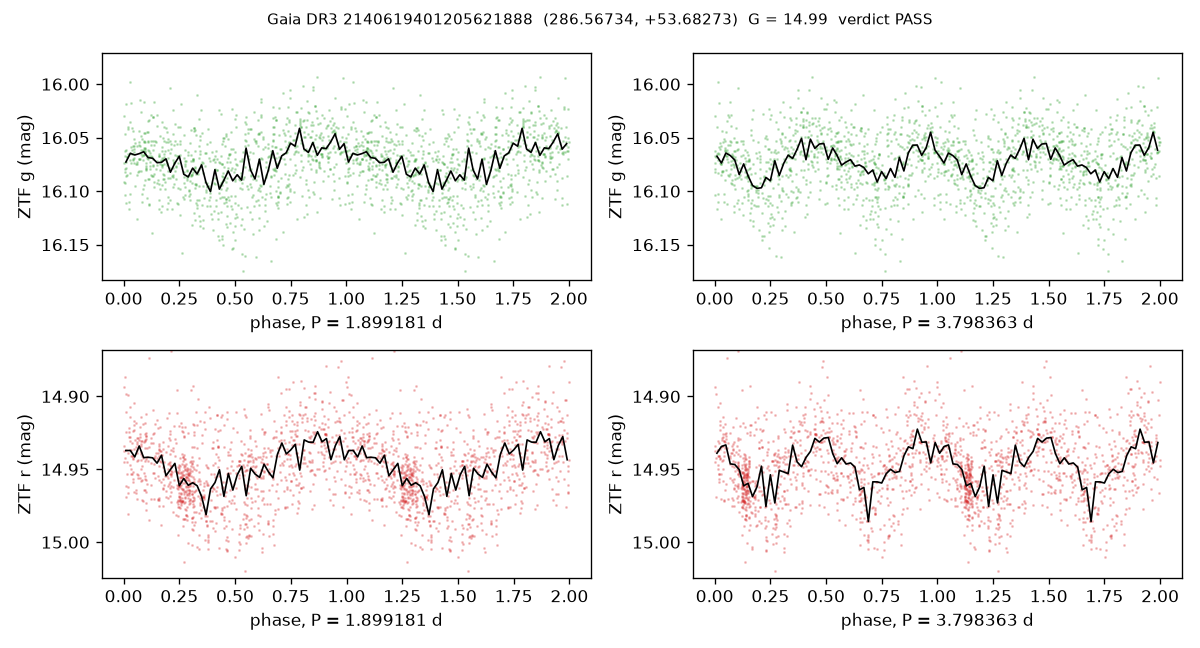 Gaia DR3 2140619401205621888 (286.56734, +53.68273) G = 14.99 verdict PASS
ZTF g (mag)
16.00
16.05
16.10
16.15
0.00 0.25 0.50 0.75 1.00 1.25 1.50 1.75 2.00
phase, P = 1.899181 d
ZTF g (mag)
16.00
16.05
16.10
16.15
0.00 0.25 0.50 0.75 1.00 1.25 1.50 1.75 2.00
phase, P = 3.798363 d
ZTF r (mag)
14.90
14.95
15.00
0.00 0.25 0.50 0.75 1.00 1.25 1.50 1.75 2.00
phase, P = 1.899181 d
ZTF r (mag)
14.90
14.95
15.00
0.00 0.25 0.50 0.75 1.00 1.25 1.50 1.75 2.00
phase, P = 3.798363 d